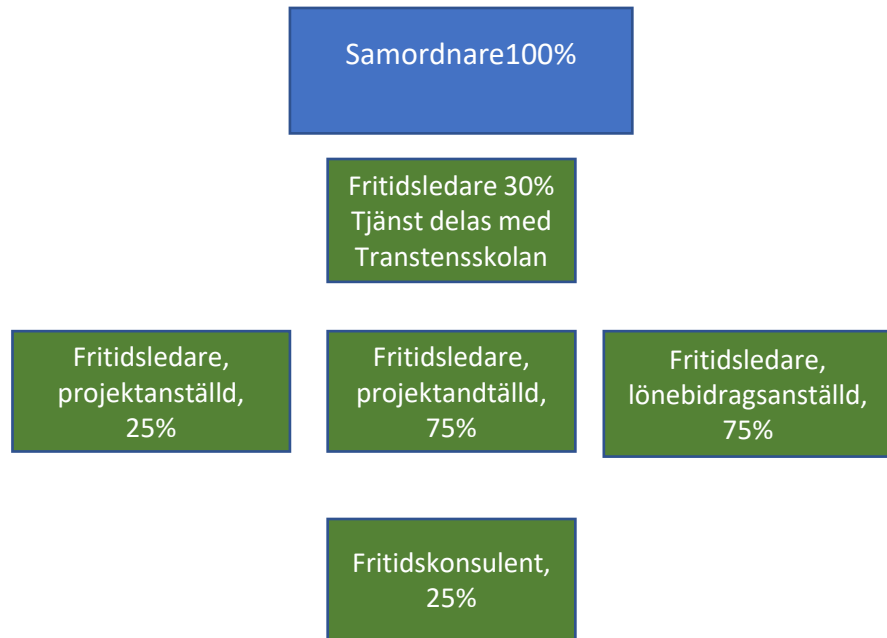 Samordnare100%
Fritidsledare 30%
Tjänst delas med
Transtensskolan
Fritidsledare,
projektanställd,
25%
Fritidsledare,
projektandtälld,
75%
Fritidsledare,
lönebidragsanställd,
75%
Fritidskonsulent,
25%